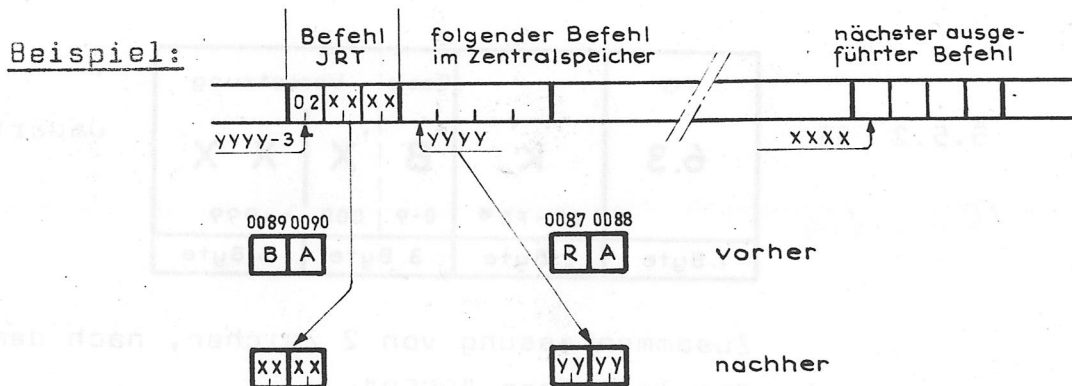 Beispiel:
Befehl JRT
folgender Befehl im Zentralspeicher
nächster ausge-
führter Befehl
02 XX XX
yyyy-3
yyyy
XXXX
0089 0090
0087 0088
B A
R A
vorher
XX XX
yy yy
nachher